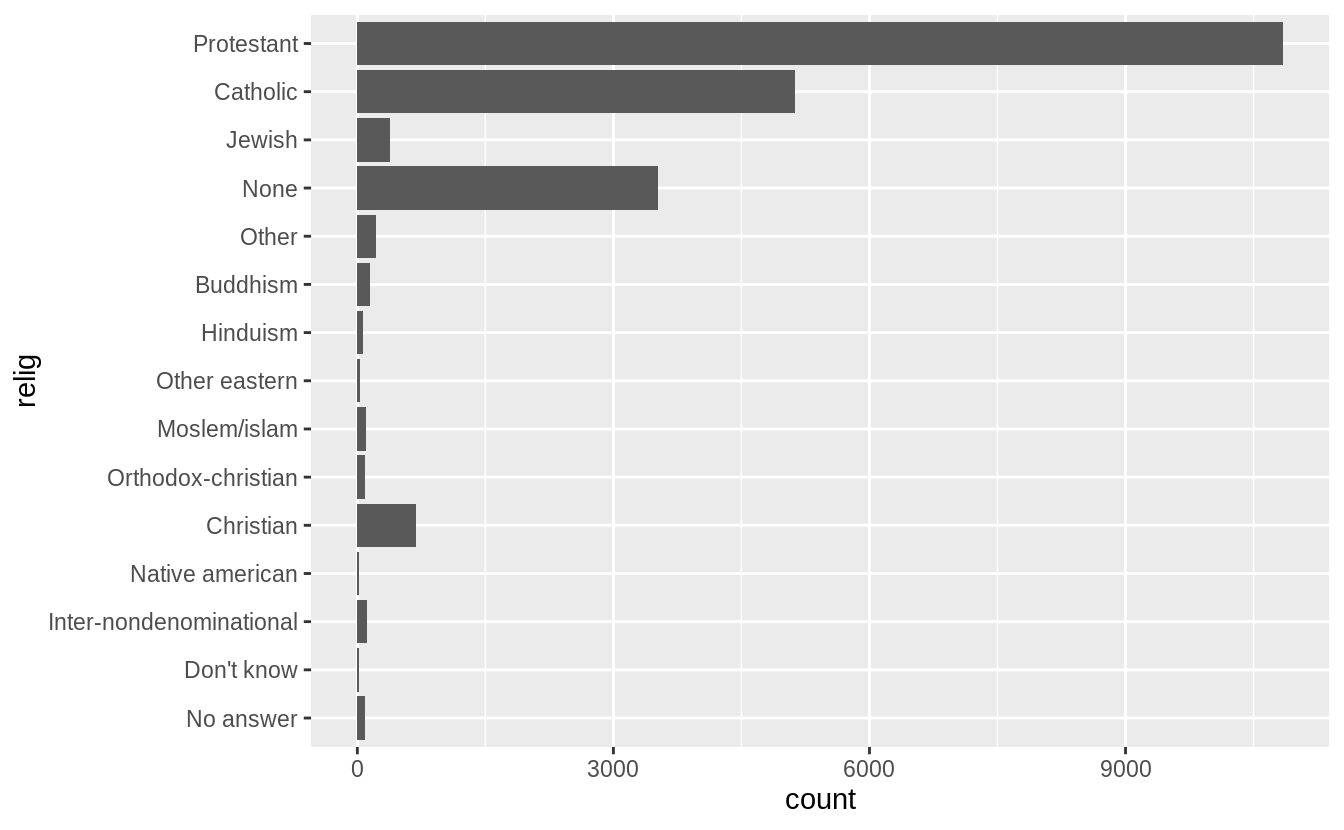 Protestant
Catholic
Jewish
None
Other
Buddhism
Hinduism
Other eastern
Moslem/islam
Orthodox-christian
Christian
Native american
Inter-nondenominational
Don't know
No answer
relig
0 3000 6000 9000
count